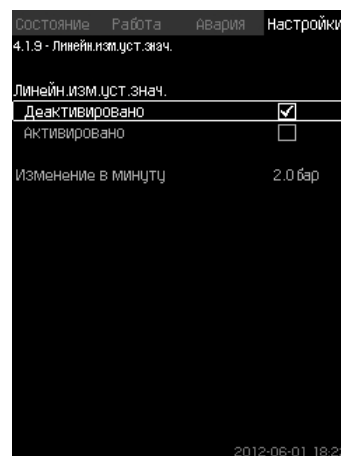 Состояние Работа Авария Настройки
4.1.9 - Линейн.изм.уст.знач.
Линейн.изм.уст.знач.
Деактивировано
Активировано
Изменение в минуту 2.0 бар
2012-06-01 18:2